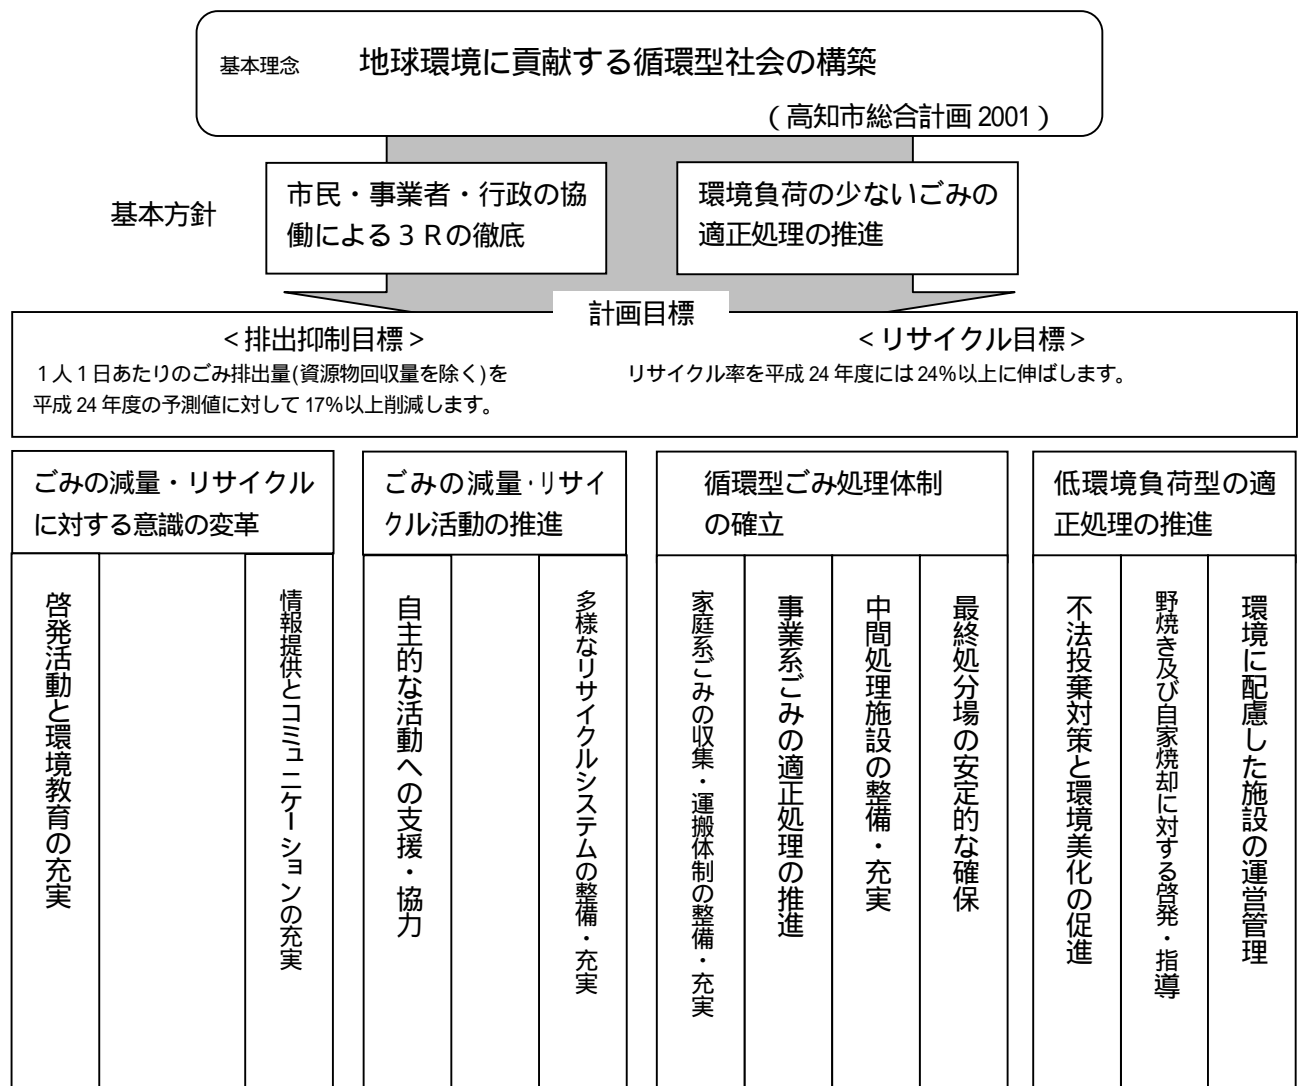 基本理念 地球環境に貢献する循環型社会の構築
(高知市総合計画 2001)
基本方針
市民・事業者・行政の協
働による3Rの徹底
環境負荷の少ないごみの
適正処理の推進
計画目標
<排出抑制目標>
1人1日あたりのごみ排出量(資源物回収量を除く)を
平成24年度の予測値に対して17%以上削減します。
<リサイクル目標>
リサイクル率を平成24年度には24%以上に伸ばします。
ごみの減量・リサイクル
に対する意識の変革
啓発活動と環境教育の充実
情報提供とコミュニケーションの充実
ごみの減量・リサイ
クル活動の推進
自主的な活動への支援・協力
多様なリサイクルシステムの整備・充実
循環型ごみ処理体制
の確立
家庭系ごみの収集・運搬体制の整備・充実
事業系ごみの適正処理の推進
中間処理施設の整備・充実
最終処分場の安定的な確保
低環境負荷型の適
正処理の推進
不法投棄対策と環境美化の促進
野焼き及び自家焼却に対する啓発・指導
環境に配慮した施設の運営管理